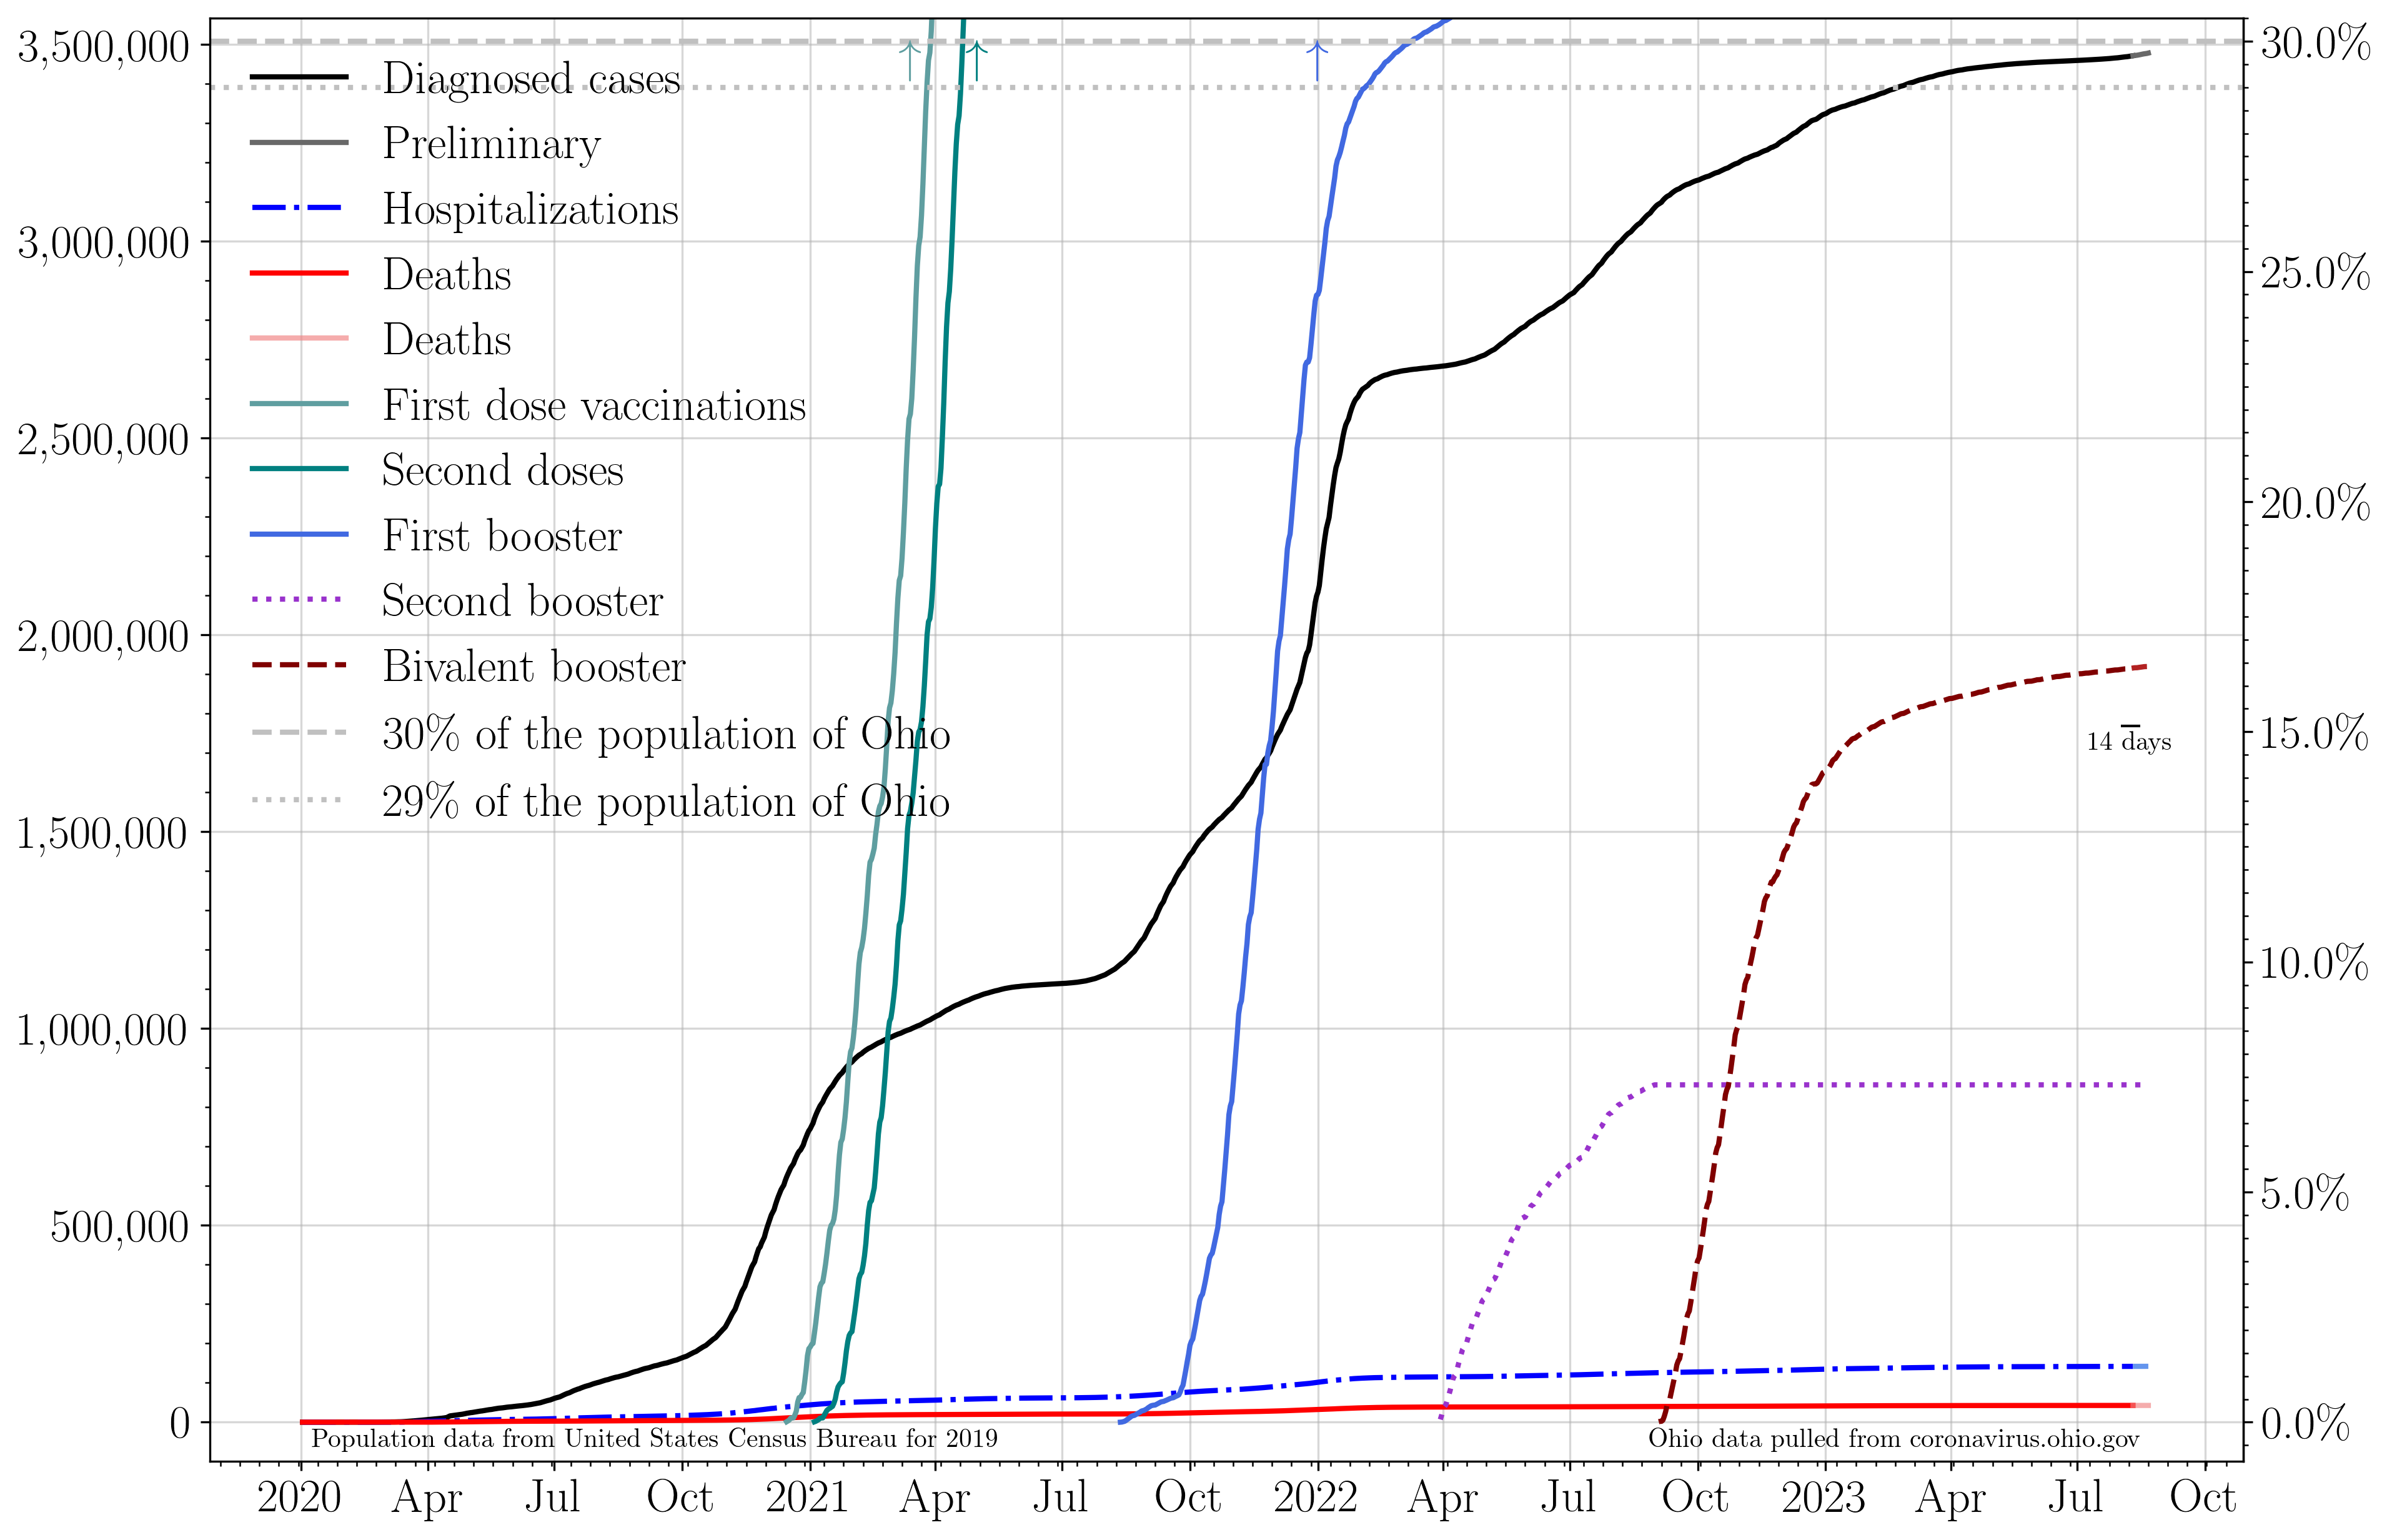 3,500,000
3,000,000
2,500,000
2,000,000
1,500,000
1,000,000
500,000
0
Diagnosed cases
Preliminary
Hospitalizations
Deaths
Deaths
First dose vaccinations
Second doses
First booster
Second booster
Bivalent booster
30% of the population of Ohio
29% of the population of Ohio
14 days
30.0%
25.0%
20.0%
15.0%
10.0%
5.0%
0.0%
Population data from United States Census Bureau for 2019
Ohio data pulled from coronavirus.ohio.gov
2020 Apr Jul Oct 2021 Apr Jul Oct 2022 Apr Jul Oct 2023 Apr Jul Oct